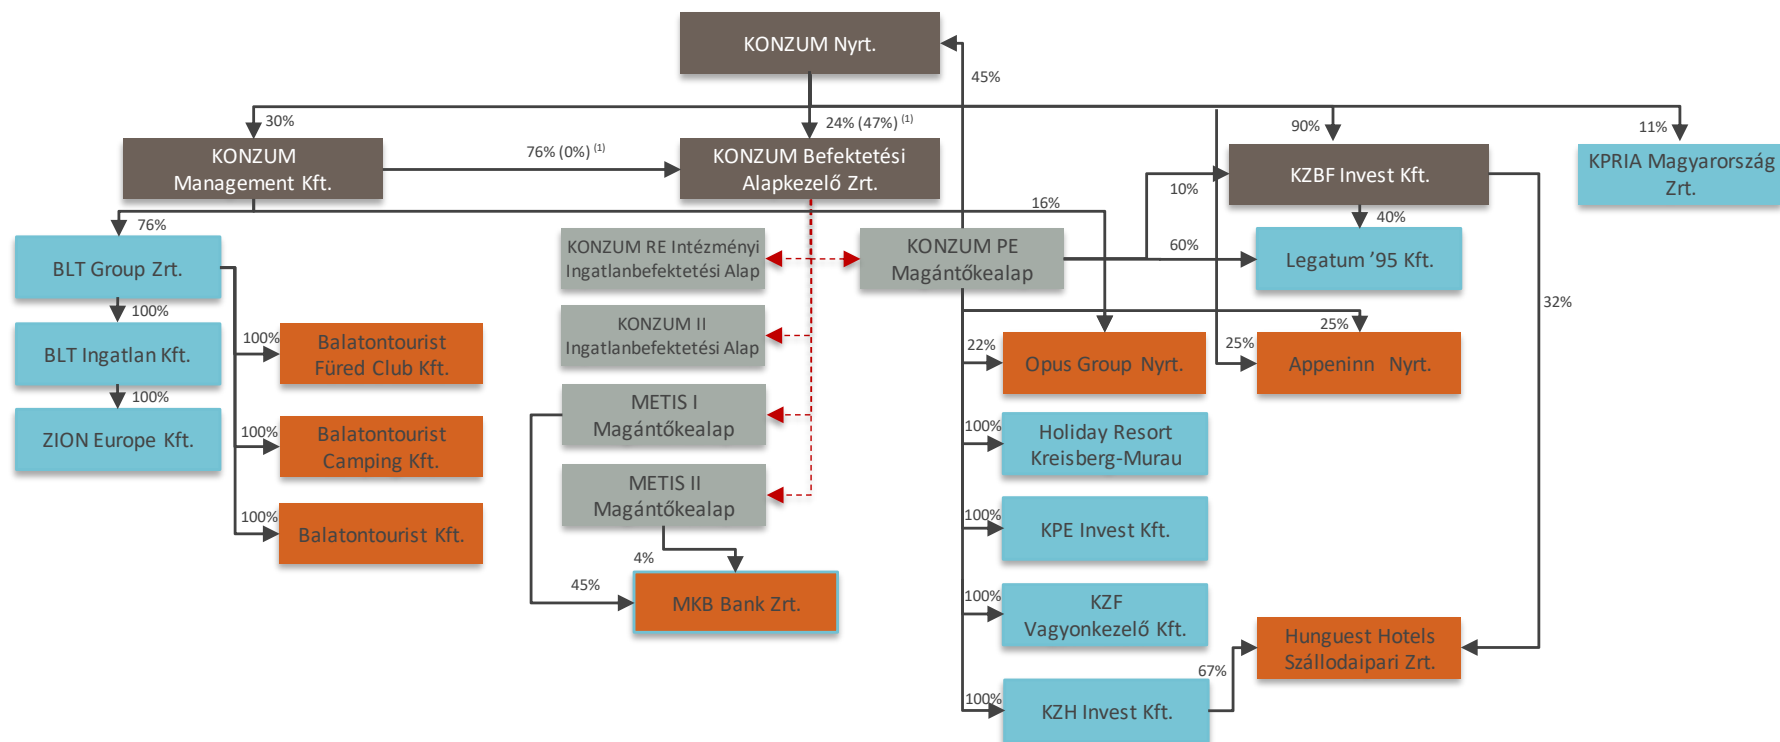 KONZUM Nyrt.
45%
30%
24% (47%) (1)
90%
11%
KONZUM
Management Kft.
76% (0%) (1)
KONZUM Befektetési
Alapkezelő Zrt.
KZBF Invest Kft.
KPRIA Magyarország
Zrt.
10%
16%
40%
76%
BLT Group Zrt.
KONZUM RE Intézményi
Ingatlanbefektetési Alap
KONZUM PE
Magántőkealap
60%
Legatum ’95 Kft.
32%
100%
100%
BLT Ingatlan Kft.
Balatontourist
Füred Club Kft.
KONZUM II
Ingatlanbefektetési Alap
22%
Opus Group Nyrt.
25%
25%
Appeninn Nyrt.
100%
ZION Europe Kft.
100%
Balatontourist
Camping Kft.
METIS I
Magántőkealap
100%
Holiday Resort
Kreisberg-Murau
METIS II
Magántőkealap
100%
Balatontourist Kft.
100%
KPE Invest Kft.
4%
45%
MKB Bank Zrt.
100%
KZF
Vagyonkezelő Kft.
Hunguest Hotels
Szállodaipari Zrt.
67%
100%
KZH Invest Kft.